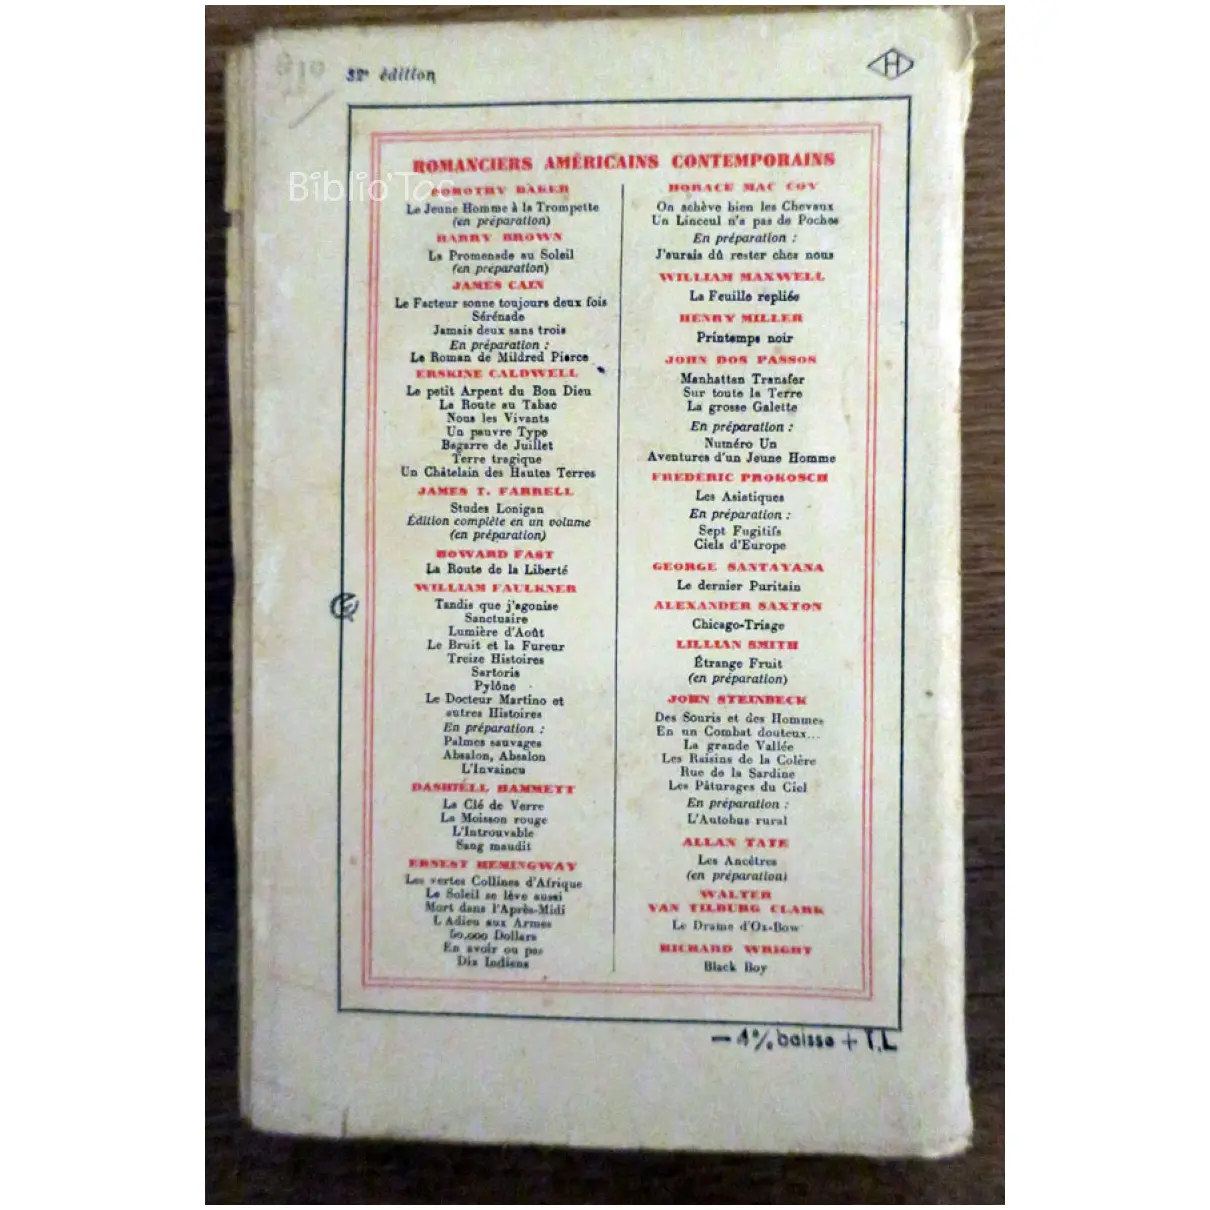 32e édition
H
Biblio'Toc
ROMANCIERS AMÉRICAINS CONTEMPORAINS
DOROTHY BAKER
Le Jeune Homme à la Trompette
(en préparation)
HARRY BROWN
La Promenade au Soleil
(en préparation)
JAMES CAIN
Le Facteur sonne toujours deux fois
Sérénade
Jamais deux sans trois
En préparation :
Le Roman de Mildred Pierce
ERSKINE CALDWELL
Le petit Arpent du Bon Dieu
La Route au Tabac
Nous les Vivants
Un pauvre Type
Bagarre de Juillet
Terre tragique
Un Châtelain des Hautes Terres
JAMES T. FARRELL
Studes Lonigan
Édition complète en un volume
(en préparation)
HOWARD FAST
La Route de la Liberté
WILLIAM FAULKNER
Tandis que j'agonise
Sanctuaire
Lumière d'Août
Le Bruit et la Fureur
Treize Histoires
Sartoris
Pylône
Le Docteur Martino et
autres Histoires
En préparation :
Palmes sauvages
Absalon, Absalon
L'Invaincu
DASHIELL HAMMETT
La Clé de Verre
La Moisson rouge
L'Introuvable
Sang maudit
ERNEST HEMINGWAY
Les vertes Collines d'Afrique
Le Soleil se lève aussi
Mort dans l'Après-Midi
L'Adieu aux Armes
50.000 Dollars
En avoir ou pas
Dix Indiens
HORACE MAC COY
On achève bien les Chevaux
Un Linceul n'a pas de Poches
En préparation :
J'aurais dû rester chez nous
WILLIAM MAXWELL
La Feuille repliée
HENRY MILLER
Printemps noir
JOHN DOS PASSOS
Manhattan Transfer
Sur toute la Terre
La grosse Galette
En préparation :
Numéro Un
Aventures d'un Jeune Homme
FREDERIC PROKOSCH
Les Asiatiques
En préparation :
Sept Fugitifs
Ciels d'Europe
GEORGE SANTAYANA
Le dernier Puritain
ALEXANDER SAXTON
Chicago-Triage
LILLIAN SMITH
Étrange Fruit
(en préparation)
JOHN STEINBECK
Des Souris et des Hommes
En un Combat douteux...
La grande Vallée
Les Raisins de la Colère
Rue de la Sardine
Les Pâturages du Ciel
En préparation :
L'Autobus rural
ALLAN TATE
Les Ancêtres
(en préparation)
WALTER
VAN TILBURG CLARK
Le Drame d'Ox-Bow
RICHARD WRIGHT
Black Boy
— 4% baisse + T.L